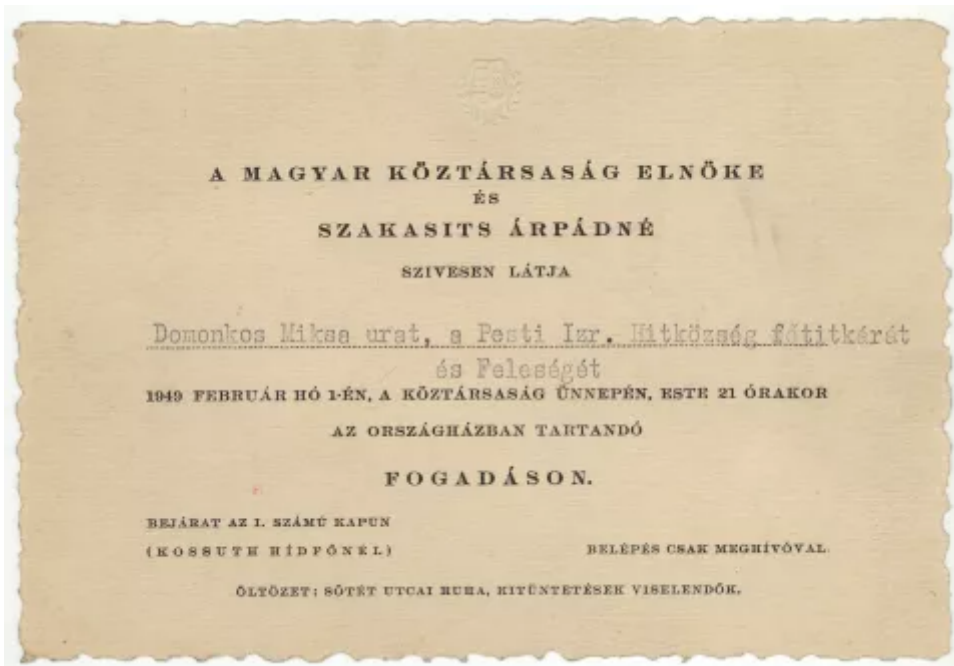 A MAGYAR KÖZTÁRSASÁG ELNÖKE
ÉS
SZAKASITS ÁRPÁDNÉ
SZIVESEN LÁTJA
Domonkos Miksa urat, a Pesti Izr. Hitközség főtitkárát
és Feleségét
1949 FEBRUÁR HÓ 1-ÉN, A KÖZTÁRSASÁG ÜNNEPÉN, ESTE 21 ÓRAKOR
AZ ORSZÁGHÁZBAN TARTANDÓ
FOGADÁSON.
BEJÁRAT AZ I. SZÁMÚ KAPUN
(KOSSUTH HÍDFŐNÉL)
BELÉPÉS CSAK MEGHÍVÓVAL.
ÖLTÖZET: SÖTÉT UTCAI RUHA, KITÜNTETÉSEK VISELENDŐK.